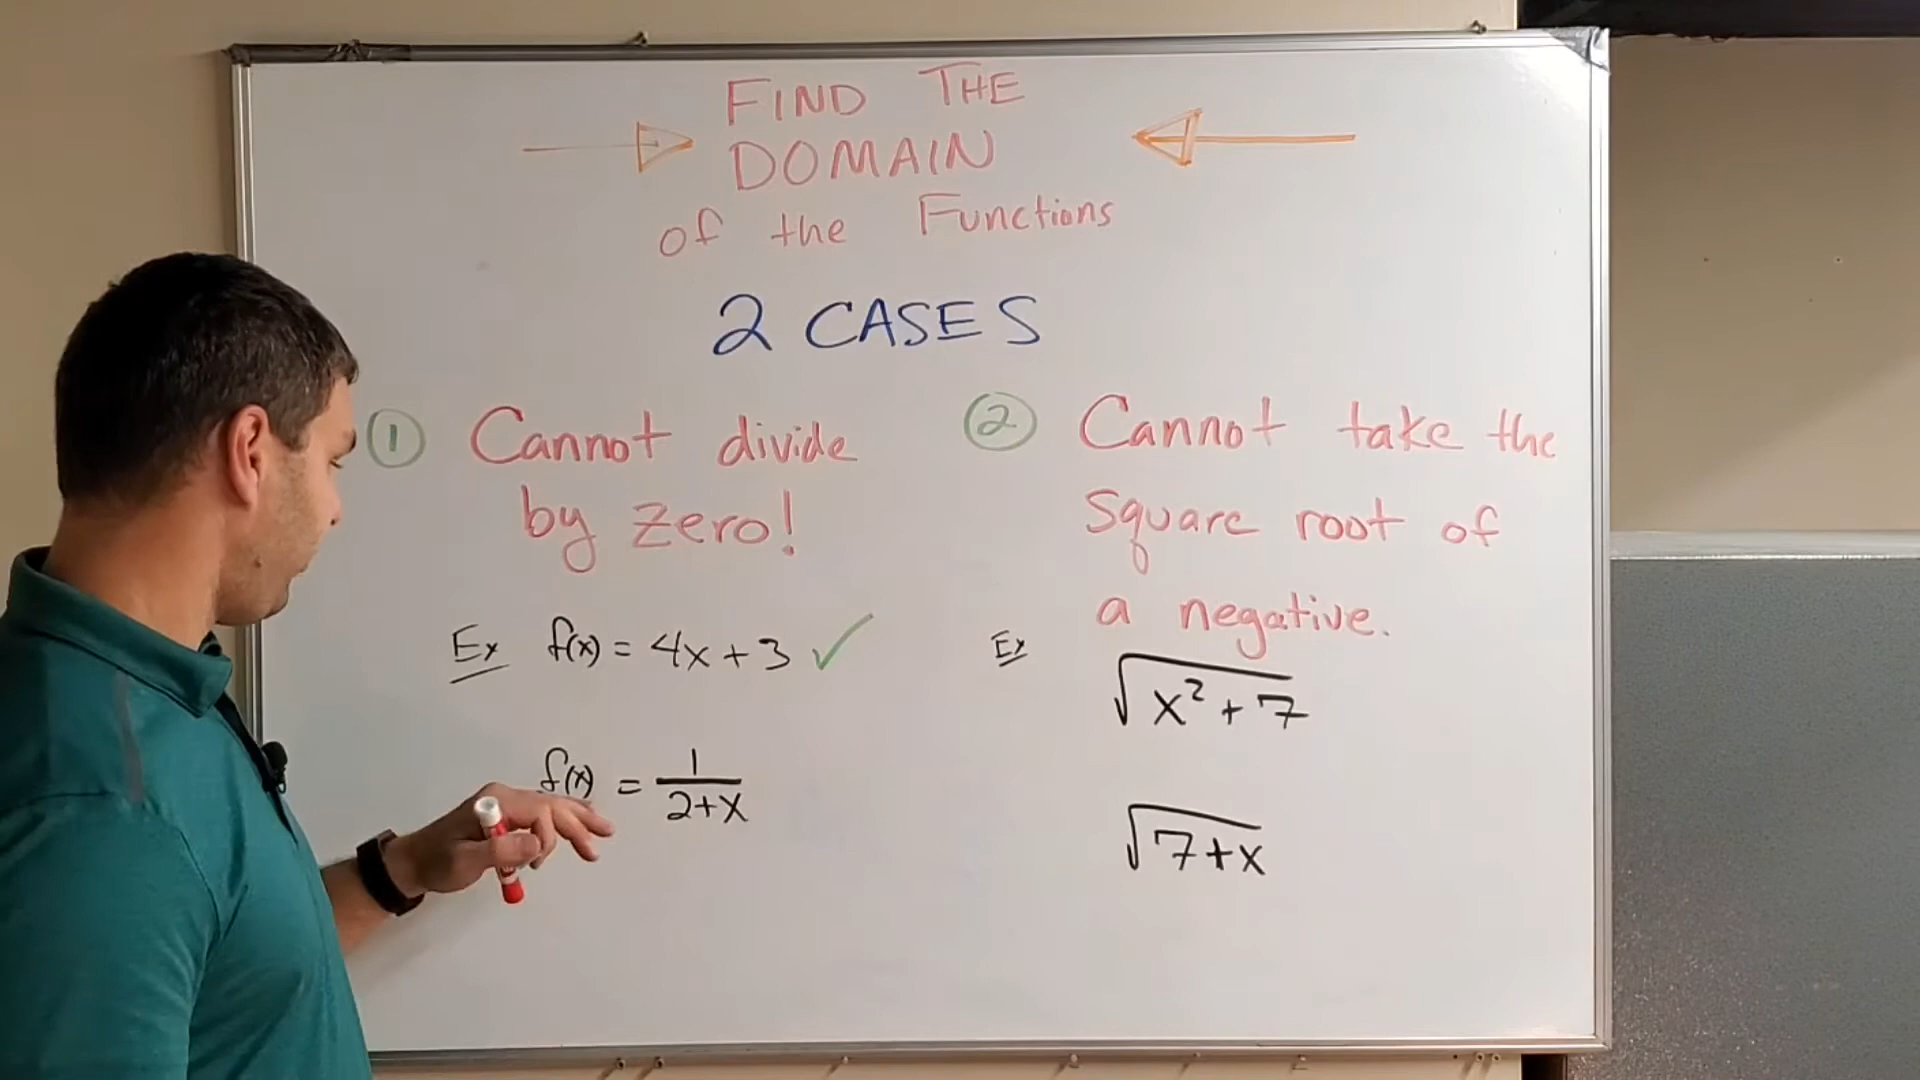 FIND THE
DOMAIN
of the Functions
2 CASES
1 Cannot divide
by zero!
Ex f(x) = 4x + 3 ✓
f(x) = 1/2+x
2 Cannot take the
square root of
a negative.
Ex √x²+7
√7+x